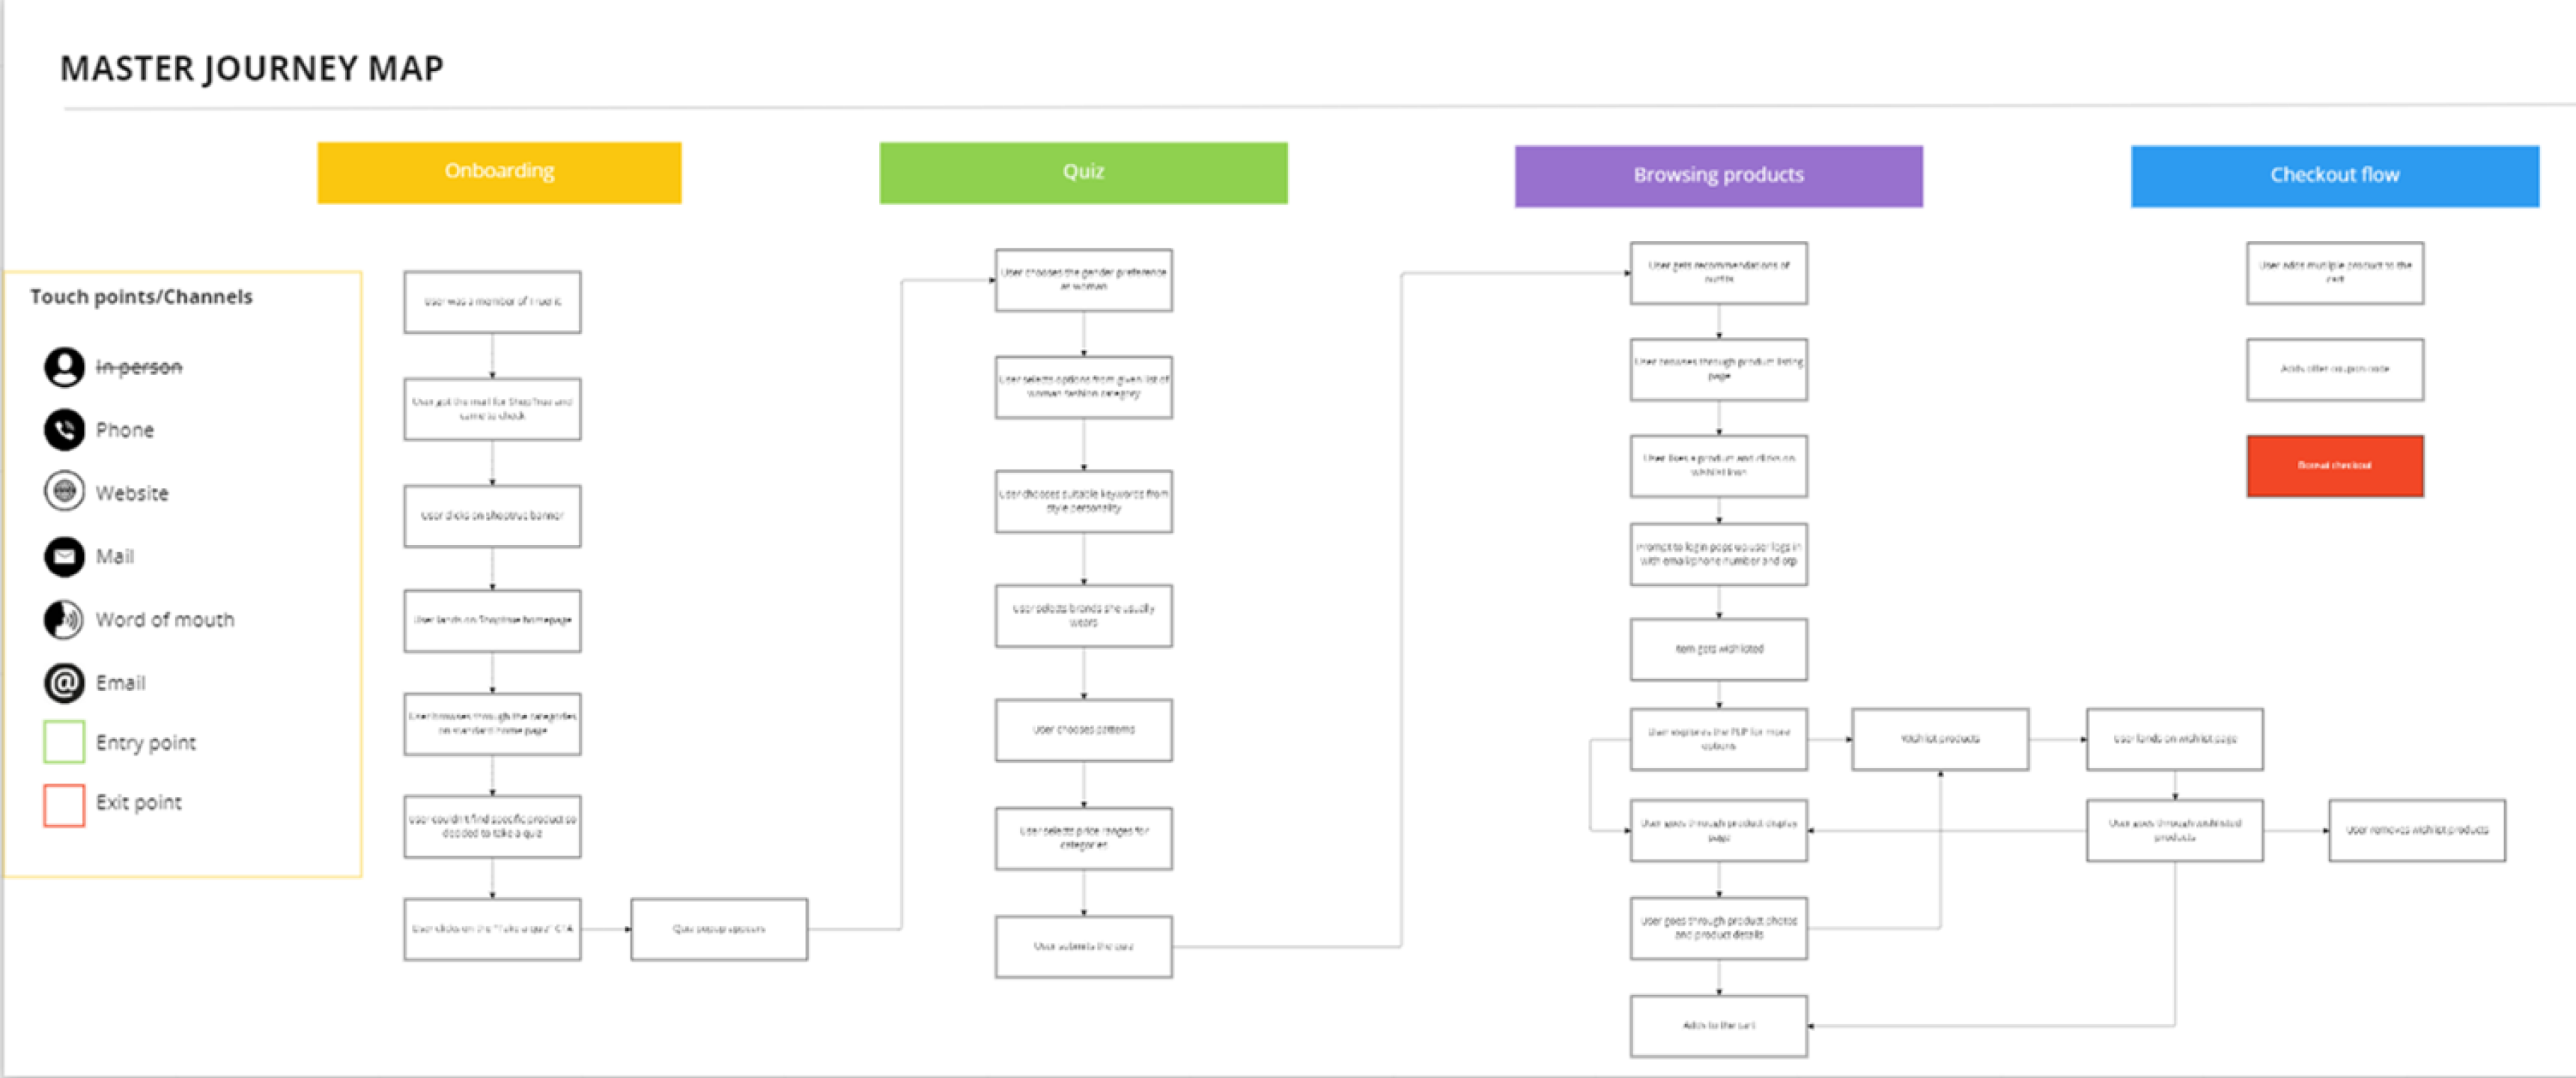 MASTER JOURNEY MAP
Onboarding
Quiz
Browsing products
Checkout flow
Touch points/Channels
In person
Phone
Website
Mail
Word of mouth
Email
Entry point
Exit point
User was a member of
User got the mail for ShopTrue and
came to check
User clicks on shoptrue banner
User lands on Shoptrue homepage
User browses through the categories
on standard home page
User couldn't find specific product so
decided to take a quiz
User clicks on the "Take a quiz" CTA
Quiz popup appears
User chooses the gender preference
as woman
User selects options from given list of
woman fashion category
User chooses suitable keywords from
style personality
User selects brands she usually
wears
User chooses patterns
User selects price ranges for
categories
User submits the quiz
User gets recommendations of
outfits
User browses through product listing
page
User likes a product and clicks on
wishlist icon
Prompt to login pops up user logs in
with email/phone number and otp
Item gets wishlisted
User explores the PLP for more
options
Wishlist products
User lands on wishlist page
User goes through product display
page
User goes through wishlisted
products
User removes wishlist products
User goes through product photos
and product details
Adds to the cart
User adds multiple product to the
cart
Adds offer coupon code
checkout